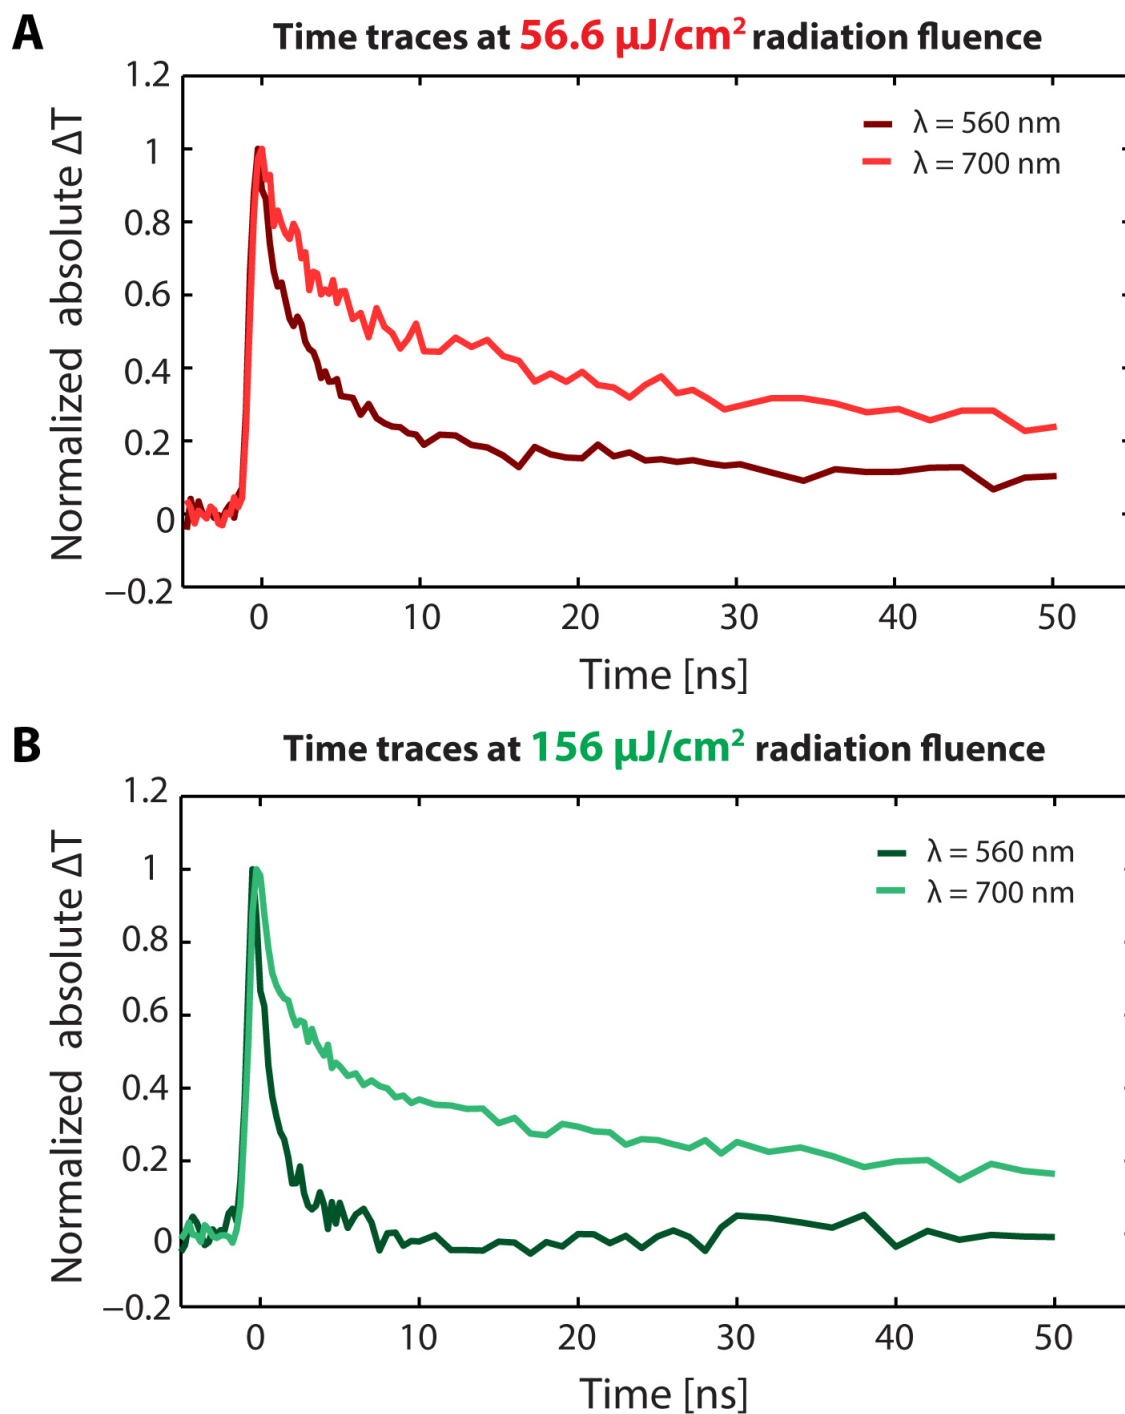 A
Time traces at 56.6 μJ/cm² radiation fluence
Normalized absolute ΔT
1.2
1
0.8
0.6
0.4
0.2
0
−0.2
λ = 560 nm
λ = 700 nm
0 10 20 30 40 50
Time [ns]
B
Time traces at 156 μJ/cm² radiation fluence
Normalized absolute ΔT
1.2
1
0.8
0.6
0.4
0.2
0
−0.2
λ = 560 nm
λ = 700 nm
0 10 20 30 40 50
Time [ns]